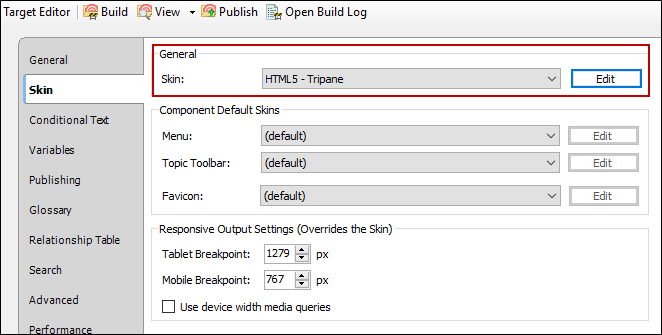 Target Editor Build View Publish Open Build Log
General
Skin
Conditional Text
Variables
Publishing
Glossary
Relationship Table
Search
Advanced
Performance
General
Skin: HTML5 - Tripane Edit
Component Default Skins
Menu: (default) Edit
Topic Toolbar: (default) Edit
Favicon: (default) Edit
Responsive Output Settings (Overrides the Skin)
Tablet Breakpoint: 1279 px
Mobile Breakpoint: 767 px
Use device width media queries